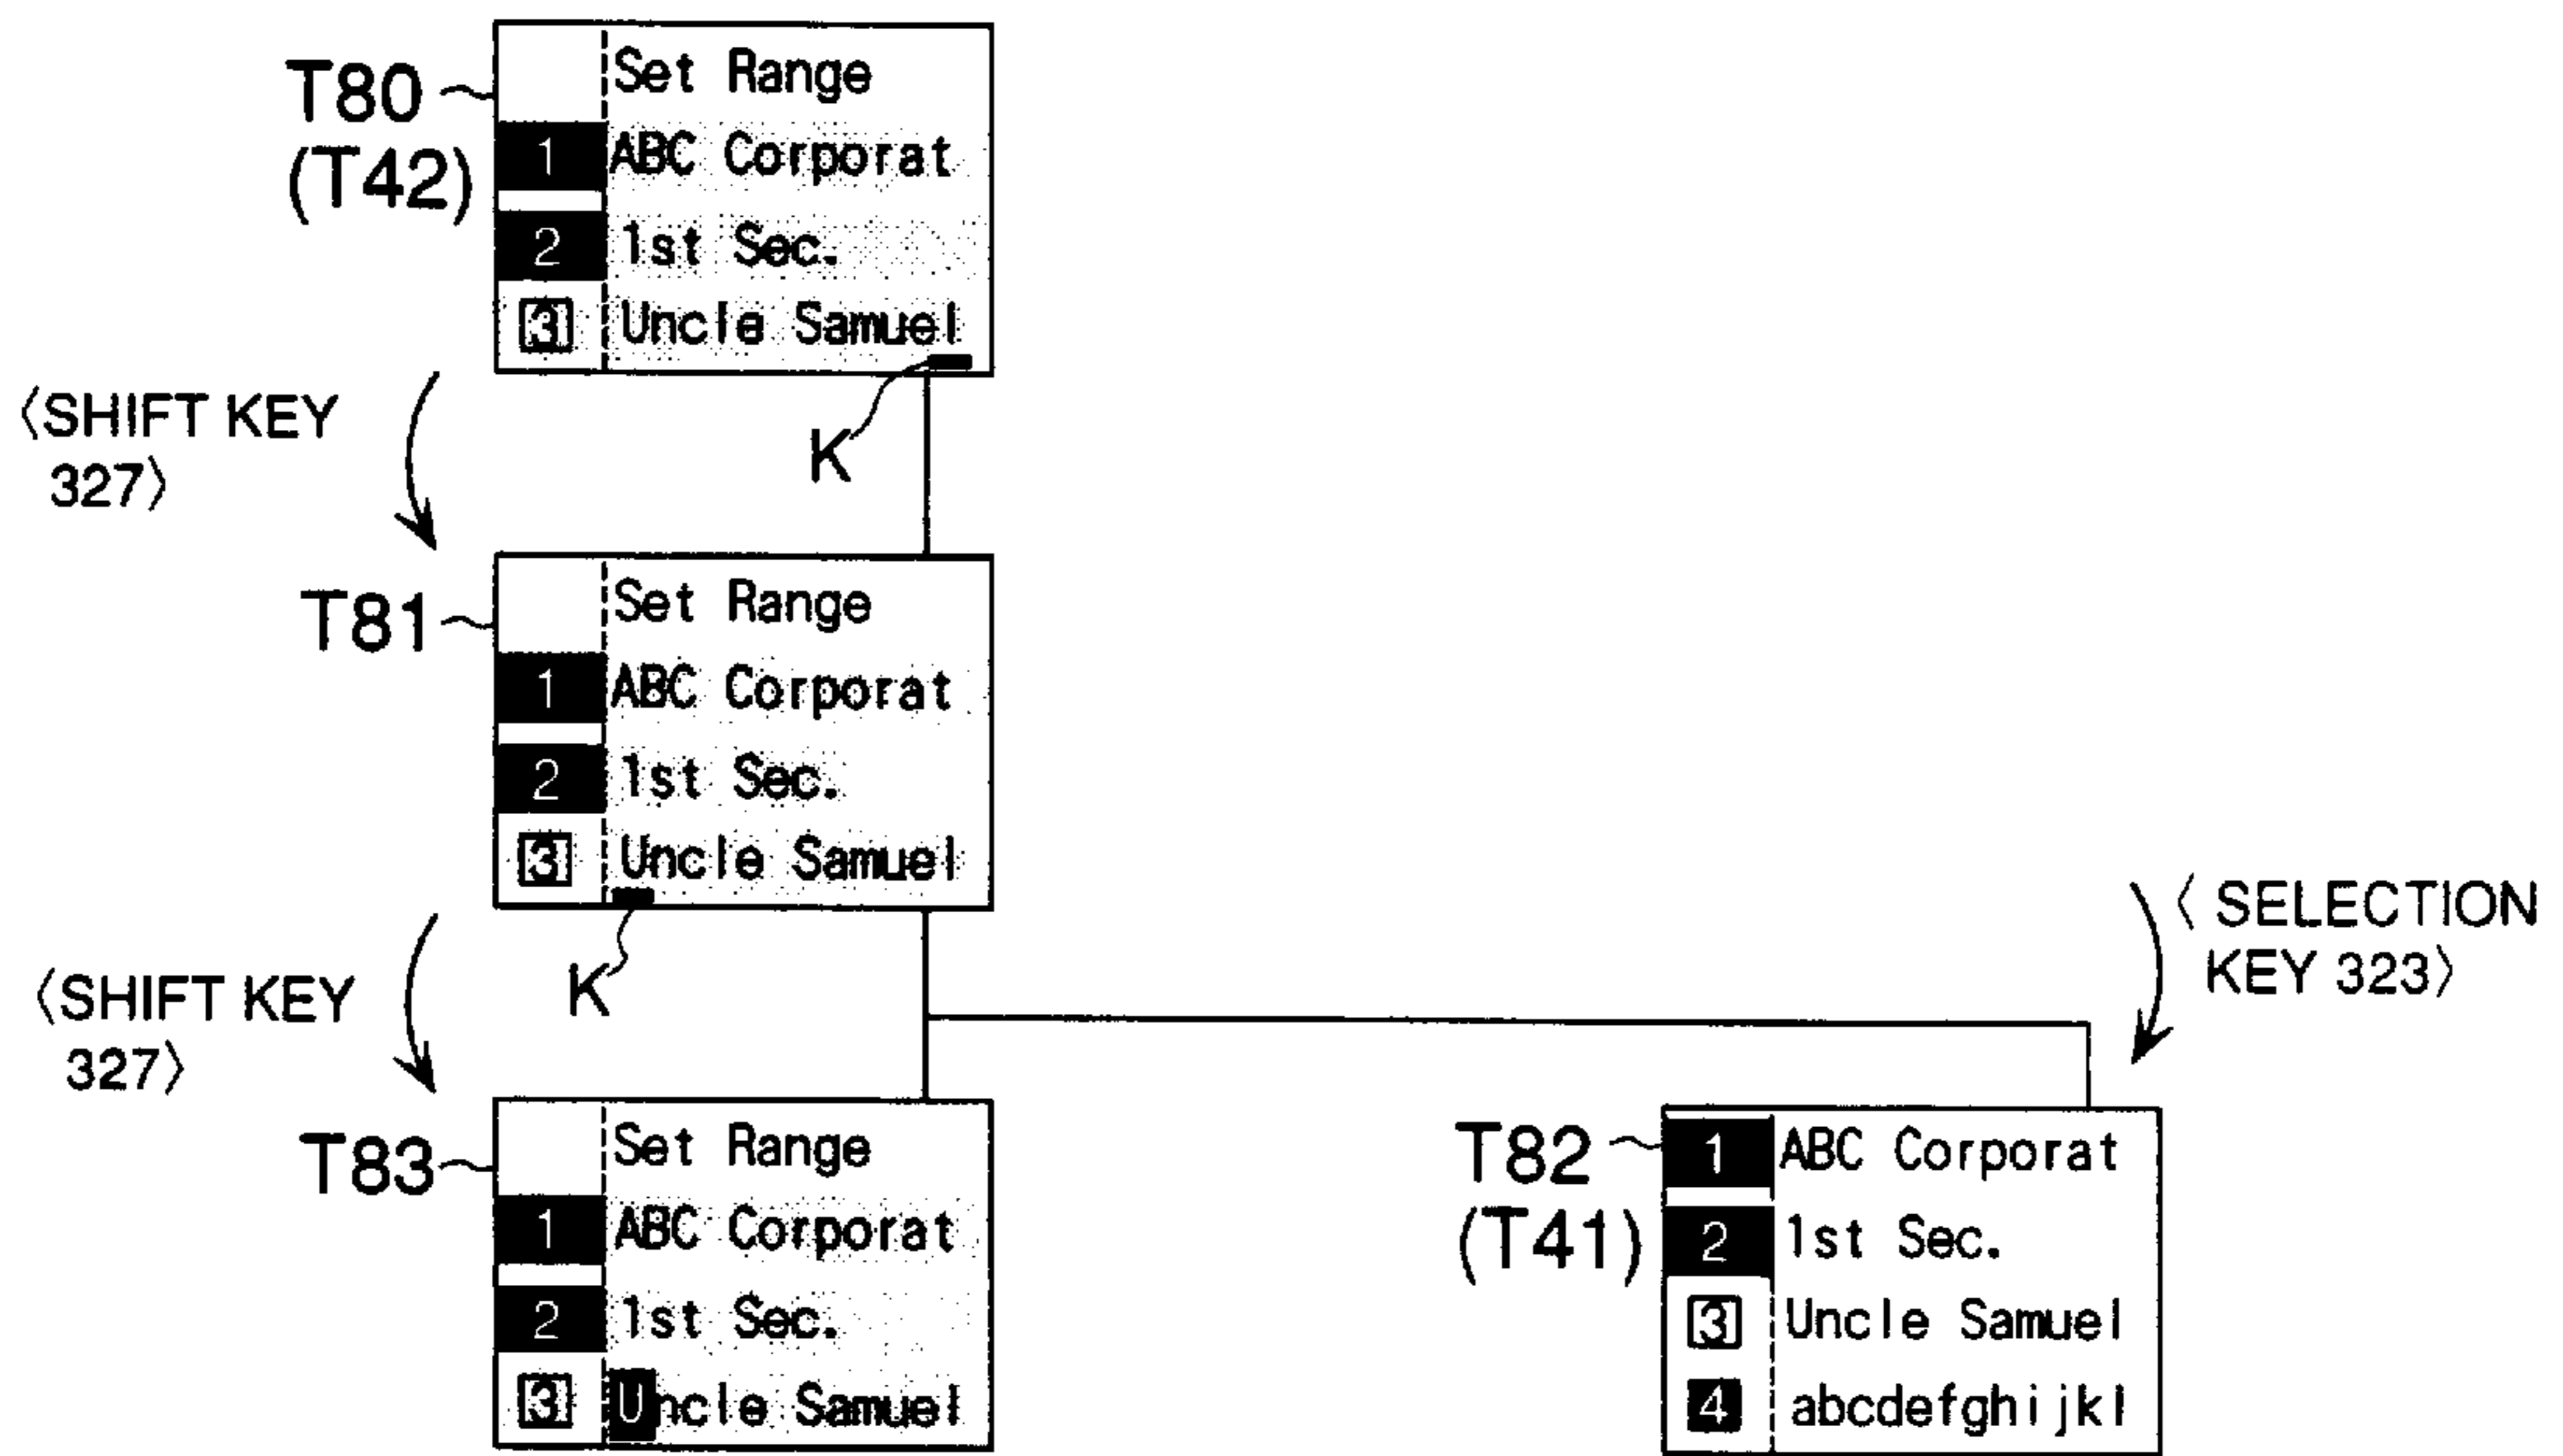 T80
(T42)
Set Range
1 ABC Corporat
2 1st Sec.
3 Uncle Samuel
K
〈SHIFT KEY
327〉
T81
Set Range
1 ABC Corporat
2 1st Sec.
3 Uncle Samuel
K
〈SHIFT KEY
327〉
〈 SELECTION
KEY 323〉
T83
Set Range
1 ABC Corporat
2 1st Sec.
3 Uncle Samuel
T82
(T41)
1 ABC Corporat
2 1st Sec.
3 Uncle Samuel
4 abcdefghijkl